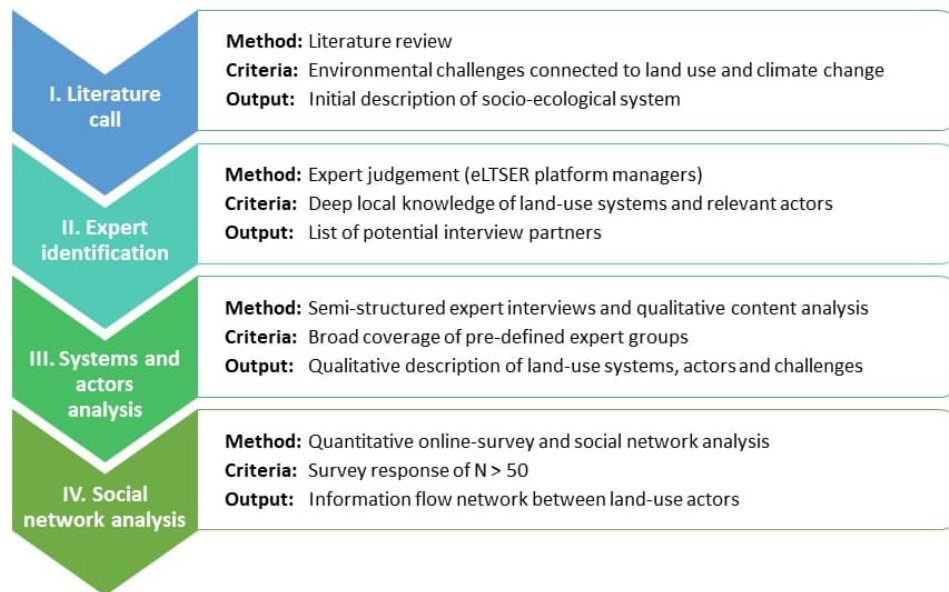 I. Literature
call
Method: Literature review
Criteria: Environmental challenges connected to land use and climate change
Output: Initial description of socio-ecological system
II. Expert
identification
Method: Expert judgement (eLTSER platform managers)
Criteria: Deep local knowledge of land-use systems and relevant actors
Output: List of potential interview partners
III. Systems and
actors
analysis
Method: Semi-structured expert interviews and qualitative content analysis
Criteria: Broad coverage of pre-defined expert groups
Output: Qualitative description of land-use systems, actors and challenges
IV. Social
network analysis
Method: Quantitative online-survey and social network analysis
Criteria: Survey response of N > 50
Output: Information flow network between land-use actors